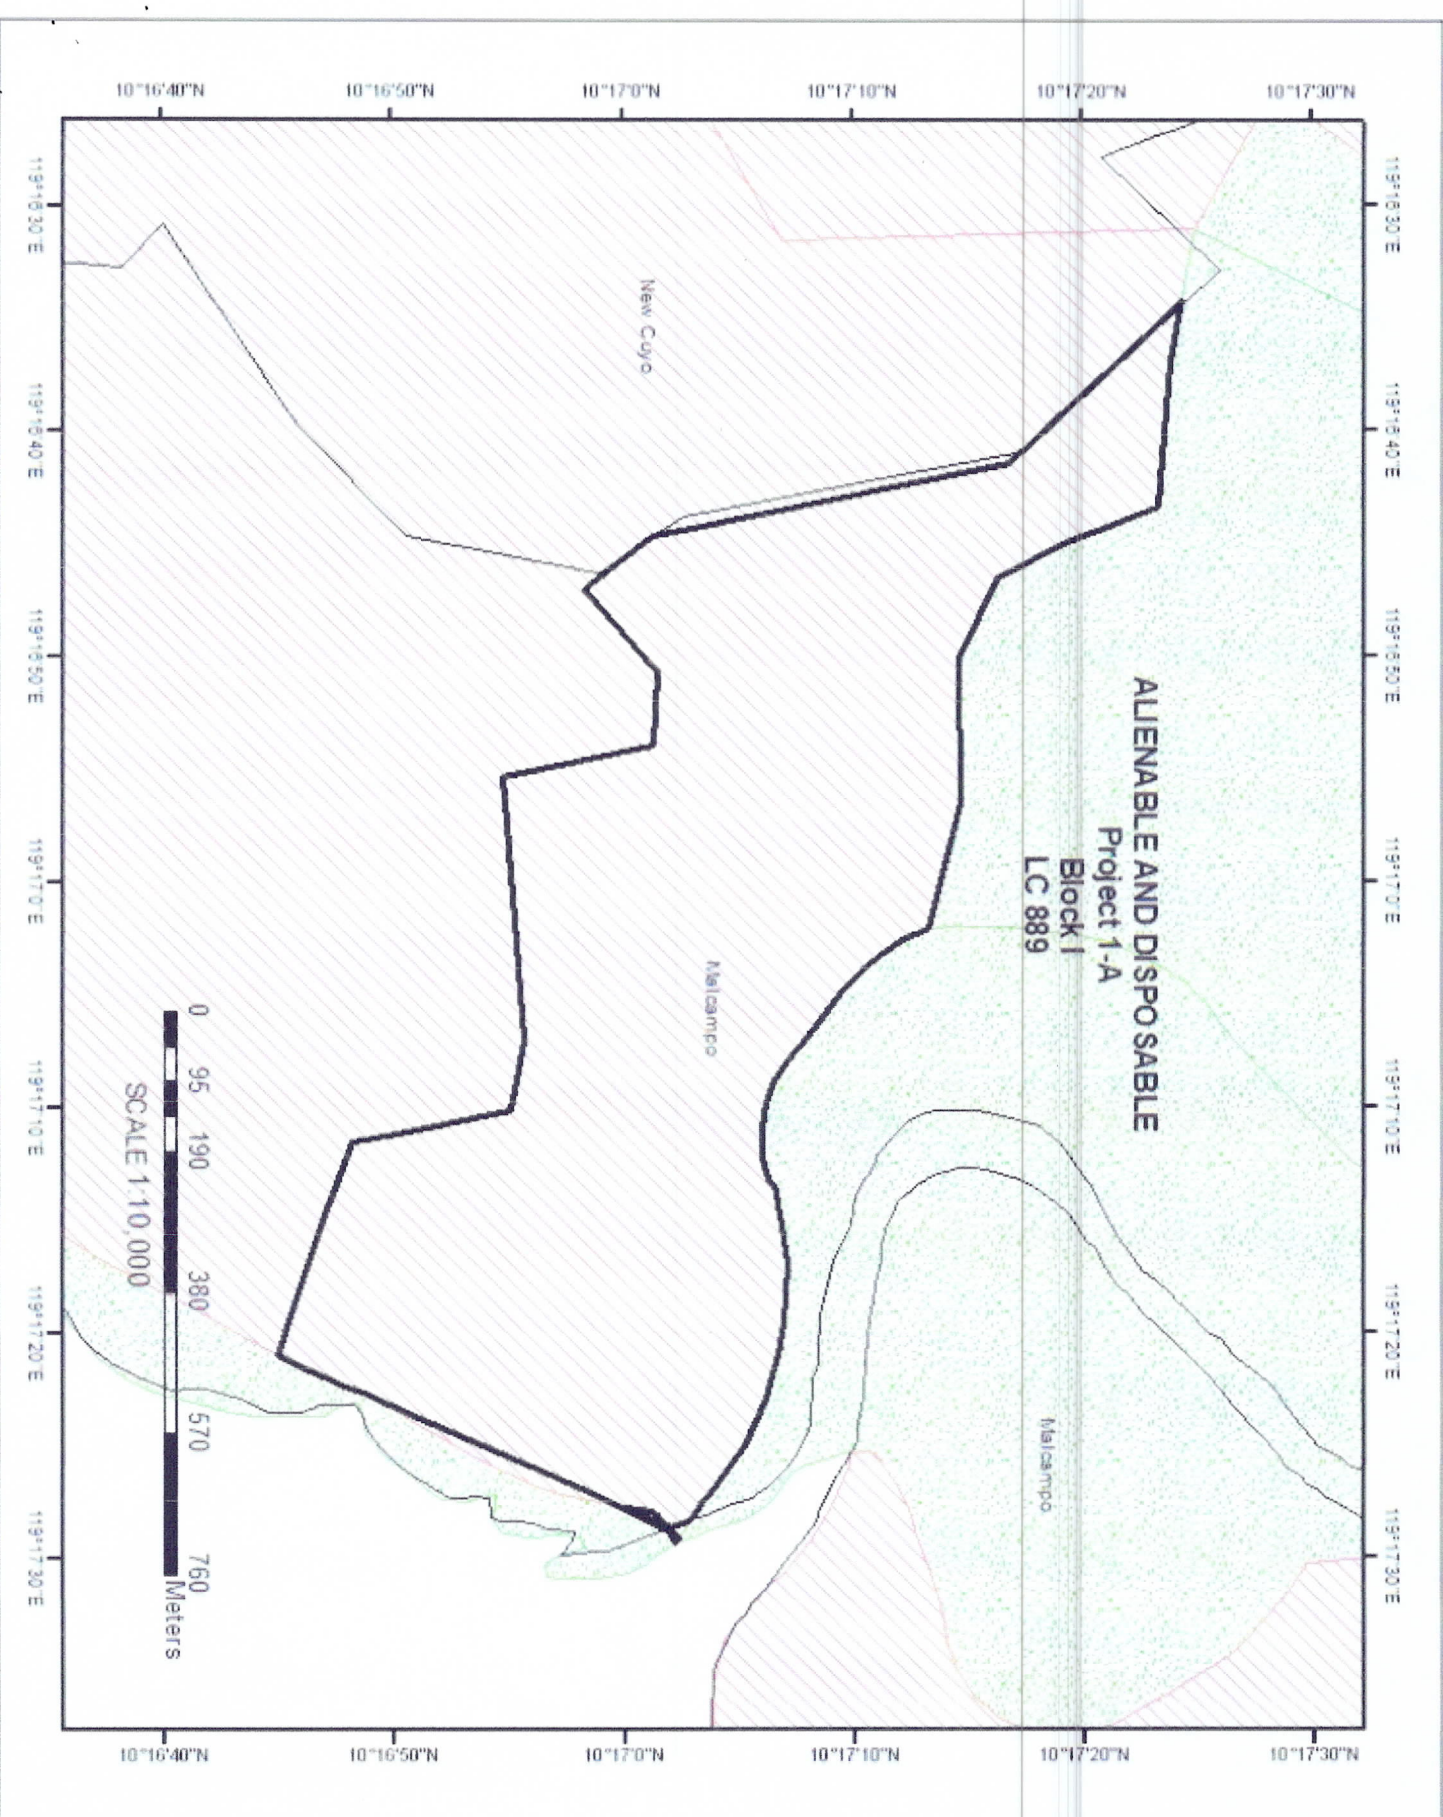 10°16'40"N
10°16'50"N
10°17'0"N
10°17'10"N
10°17'20"N
10°17'30"N
119°16'30"E
119°16'40"E
119°16'50"E
119°17'0"E
119°17'10"E
119°17'20"E
119°17'30"E
ALIENABLE AND DISPOSABLE
Project 1-A
Block I
LC 889
Malcampo
Malcampo
New Cuyo
0 95 190 380 570 760
Meters
SCALE 1:10,000
119°16'30"E
119°16'40"E
119°16'50"E
119°17'0"E
119°17'10"E
119°17'20"E
119°17'30"E
10°16'40"N
10°16'50"N
10°17'0"N
10°17'10"N
10°17'20"N
10°17'30"N